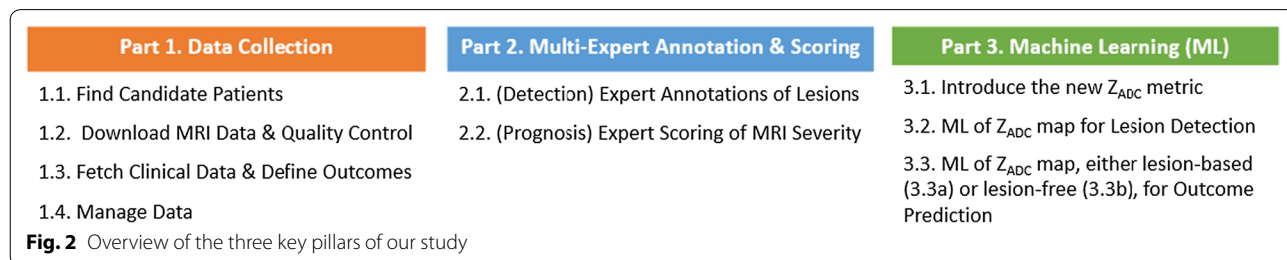 Part 1. Data Collection
1.1. Find Candidate Patients
1.2. Download MRI Data & Quality Control
1.3. Fetch Clinical Data & Define Outcomes
1.4. Manage Data
Part 2. Multi-Expert Annotation & Scoring
2.1. (Detection) Expert Annotations of Lesions
2.2. (Prognosis) Expert Scoring of MRI Severity
Part 3. Machine Learning (ML)
3.1. Introduce the new ZADC metric
3.2. ML of ZADC map for Lesion Detection
3.3. ML of ZADC map, either lesion-based
(3.3a) or lesion-free (3.3b), for Outcome
Prediction
Fig. 2 Overview of the three key pillars of our study